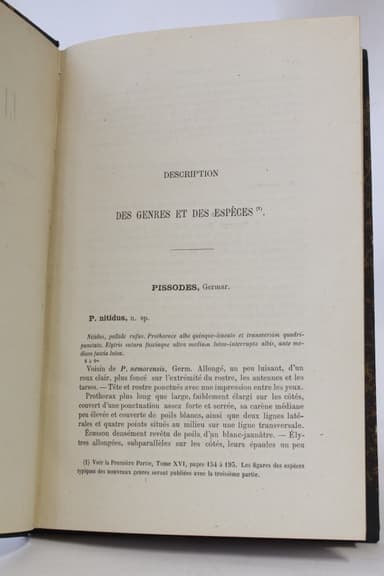 DESCRIPTION
DES GENRES ET DES ESPÈCES (1).
PISSODES, Germar.
P. nitidus, n. sp.
Nitidus, pallide rufus. Prothorace albo quinque-lineato et transversim quadri-
punctato. Elytris sutura fasciaque ultra medium luteo-interrupta albis, ante me-
dium fascia lutea.
Voisin de P. nemorensis, Germ. Allongé, un peu luisant, d'un
roux clair, plus foncé sur l'extrémité du rostre, les antennes et les
tarses. — Tête et rostre ponctués avec une impression entre les yeux.
Prothorax plus long que large, faiblement élargi sur les côtés,
couvert d'une ponctuation assez forte et serrée, sa carène médiane
peu élevée et couverte de poils blancs, ainsi que deux lignes laté-
rales et quatre points situés au milieu sur une ligne transversale.
Écusson densément revêtu de poils d'un blanc-jaunâtre. — Ély-
tres allongées, subparallèles sur les côtés, leurs épaules un peu
(1) Voir la Première Partie, Tome XVI, pages 154 à 195. Les figures des espèces
typiques des nouveaux genres seront publiées avec la troisième partie.